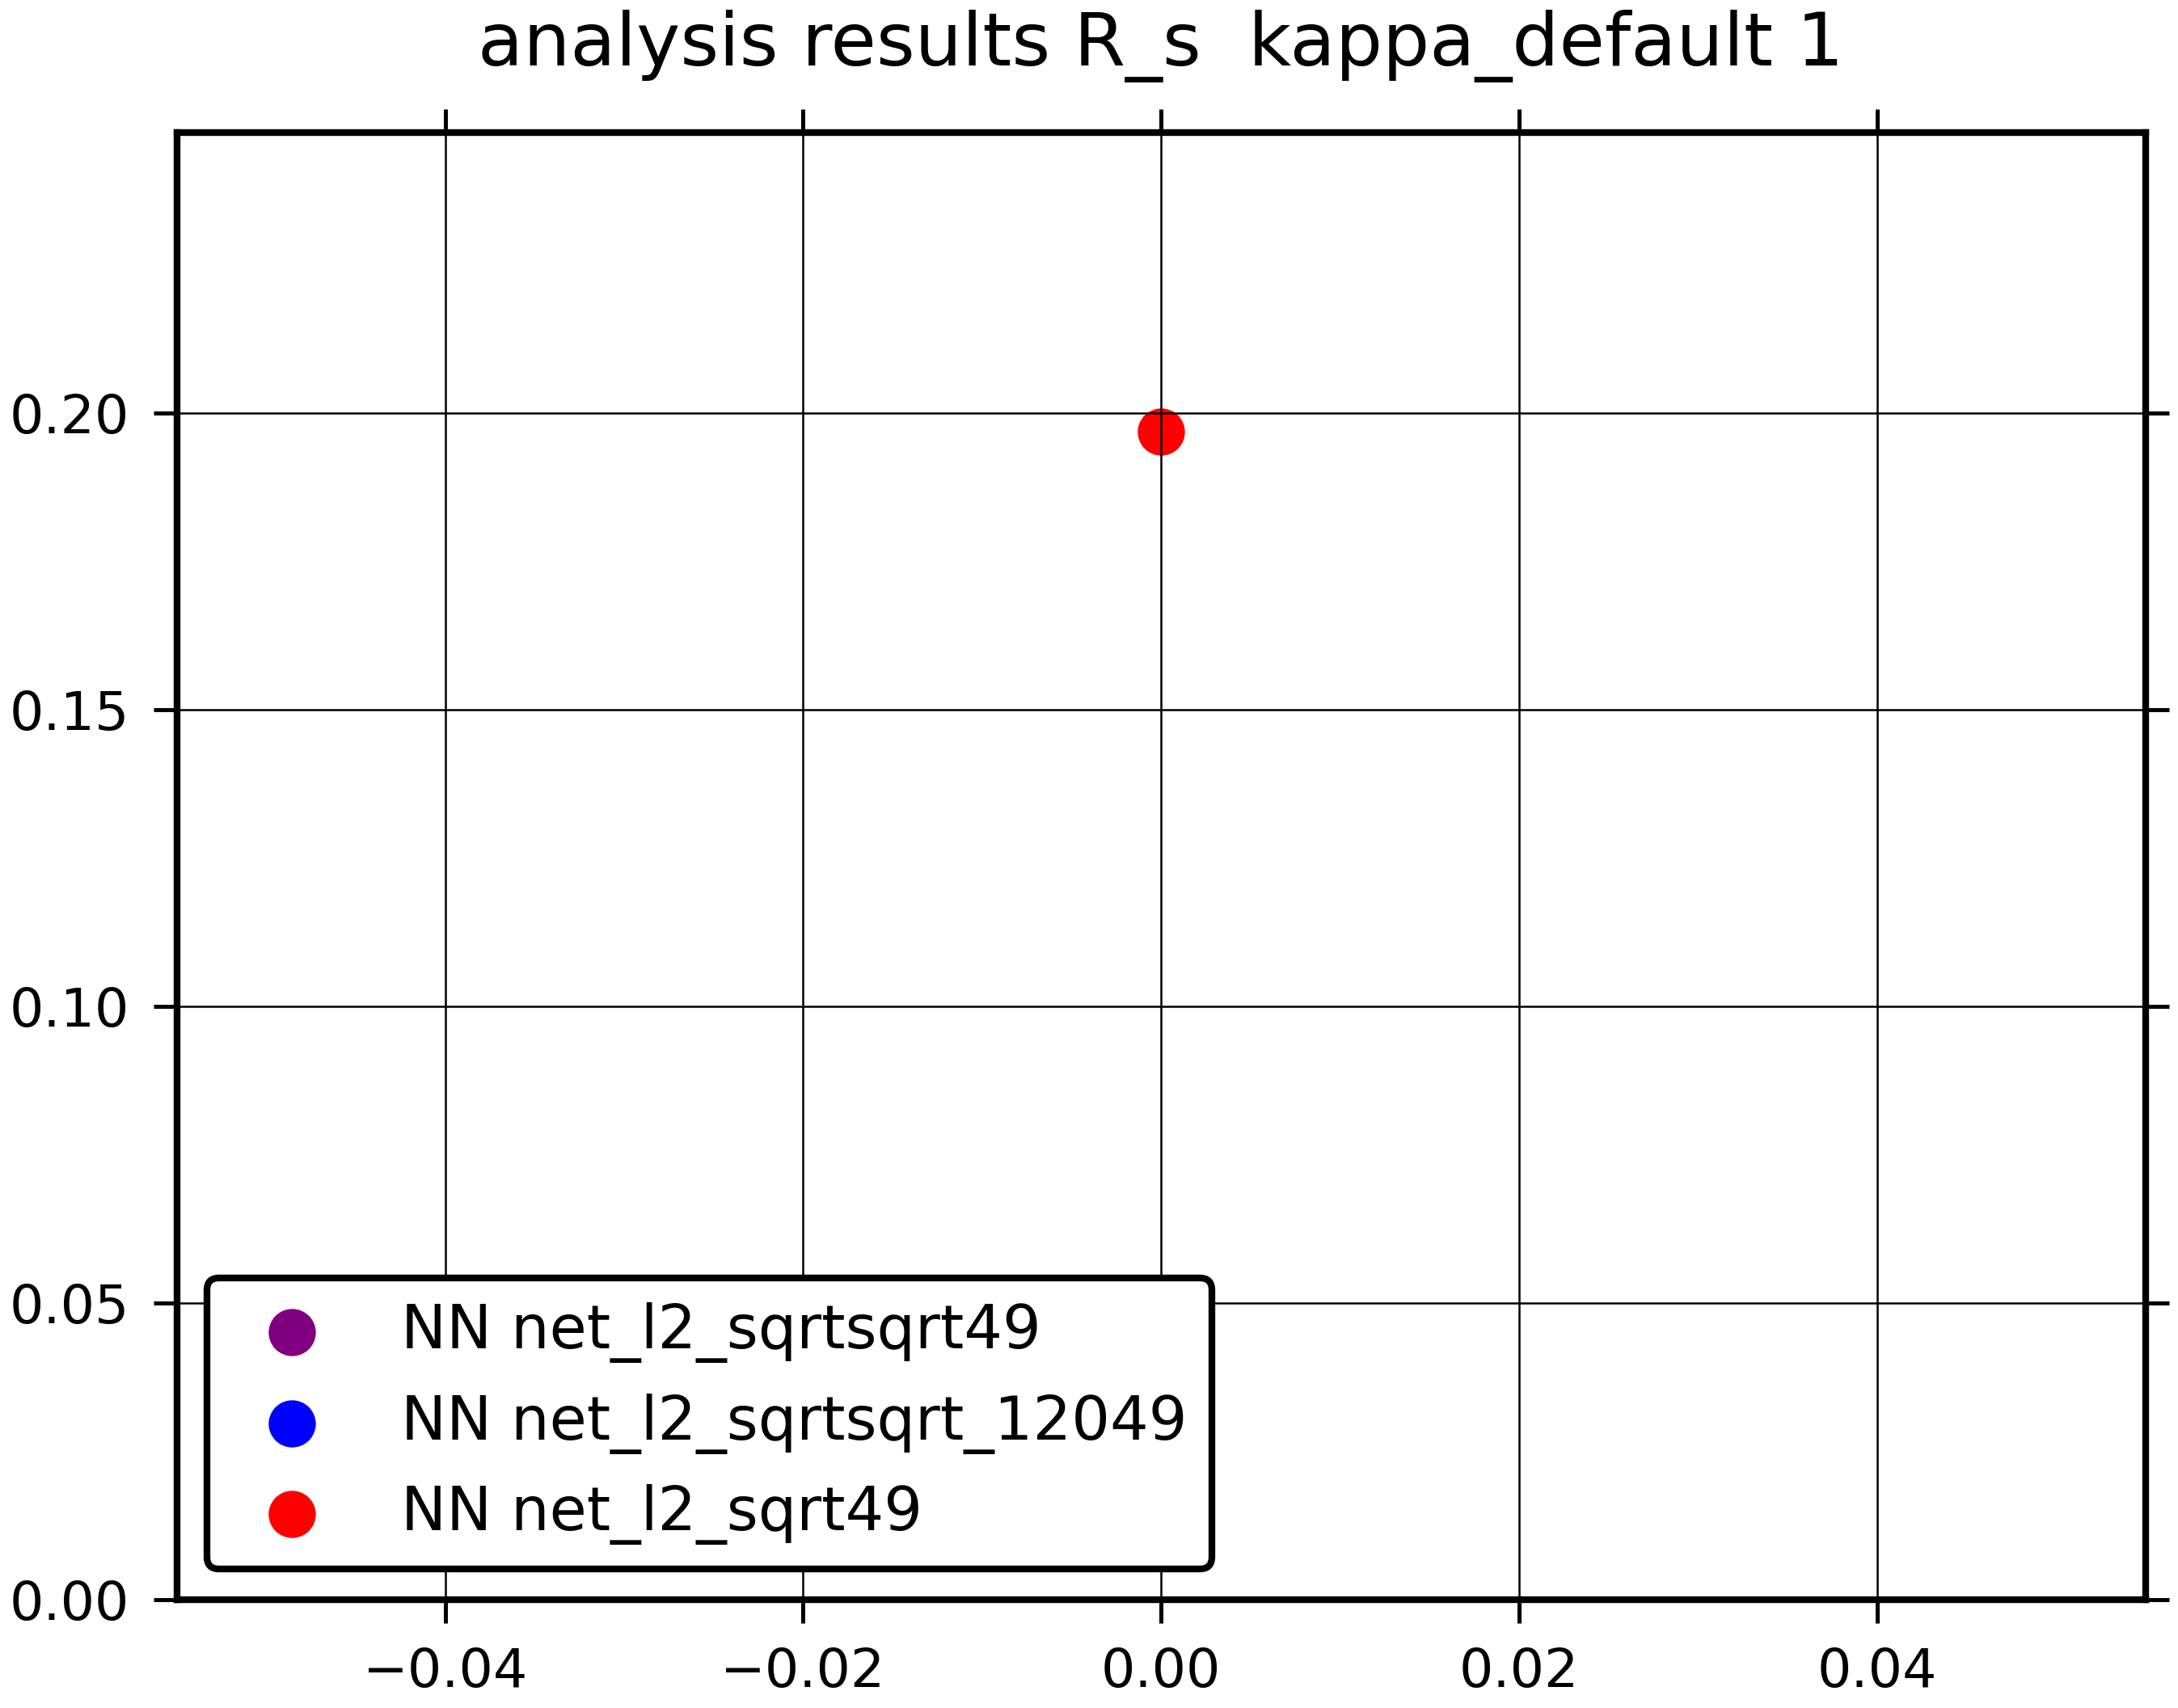 analysis results R_s  kappa_default 1
0.20
0.15
0.10
0.05
0.00
NN net_l2_sqrtsqrt49
NN net_l2_sqrtsqrt_12049
NN net_l2_sqrt49
−0.04 −0.02 0.00 0.02 0.04